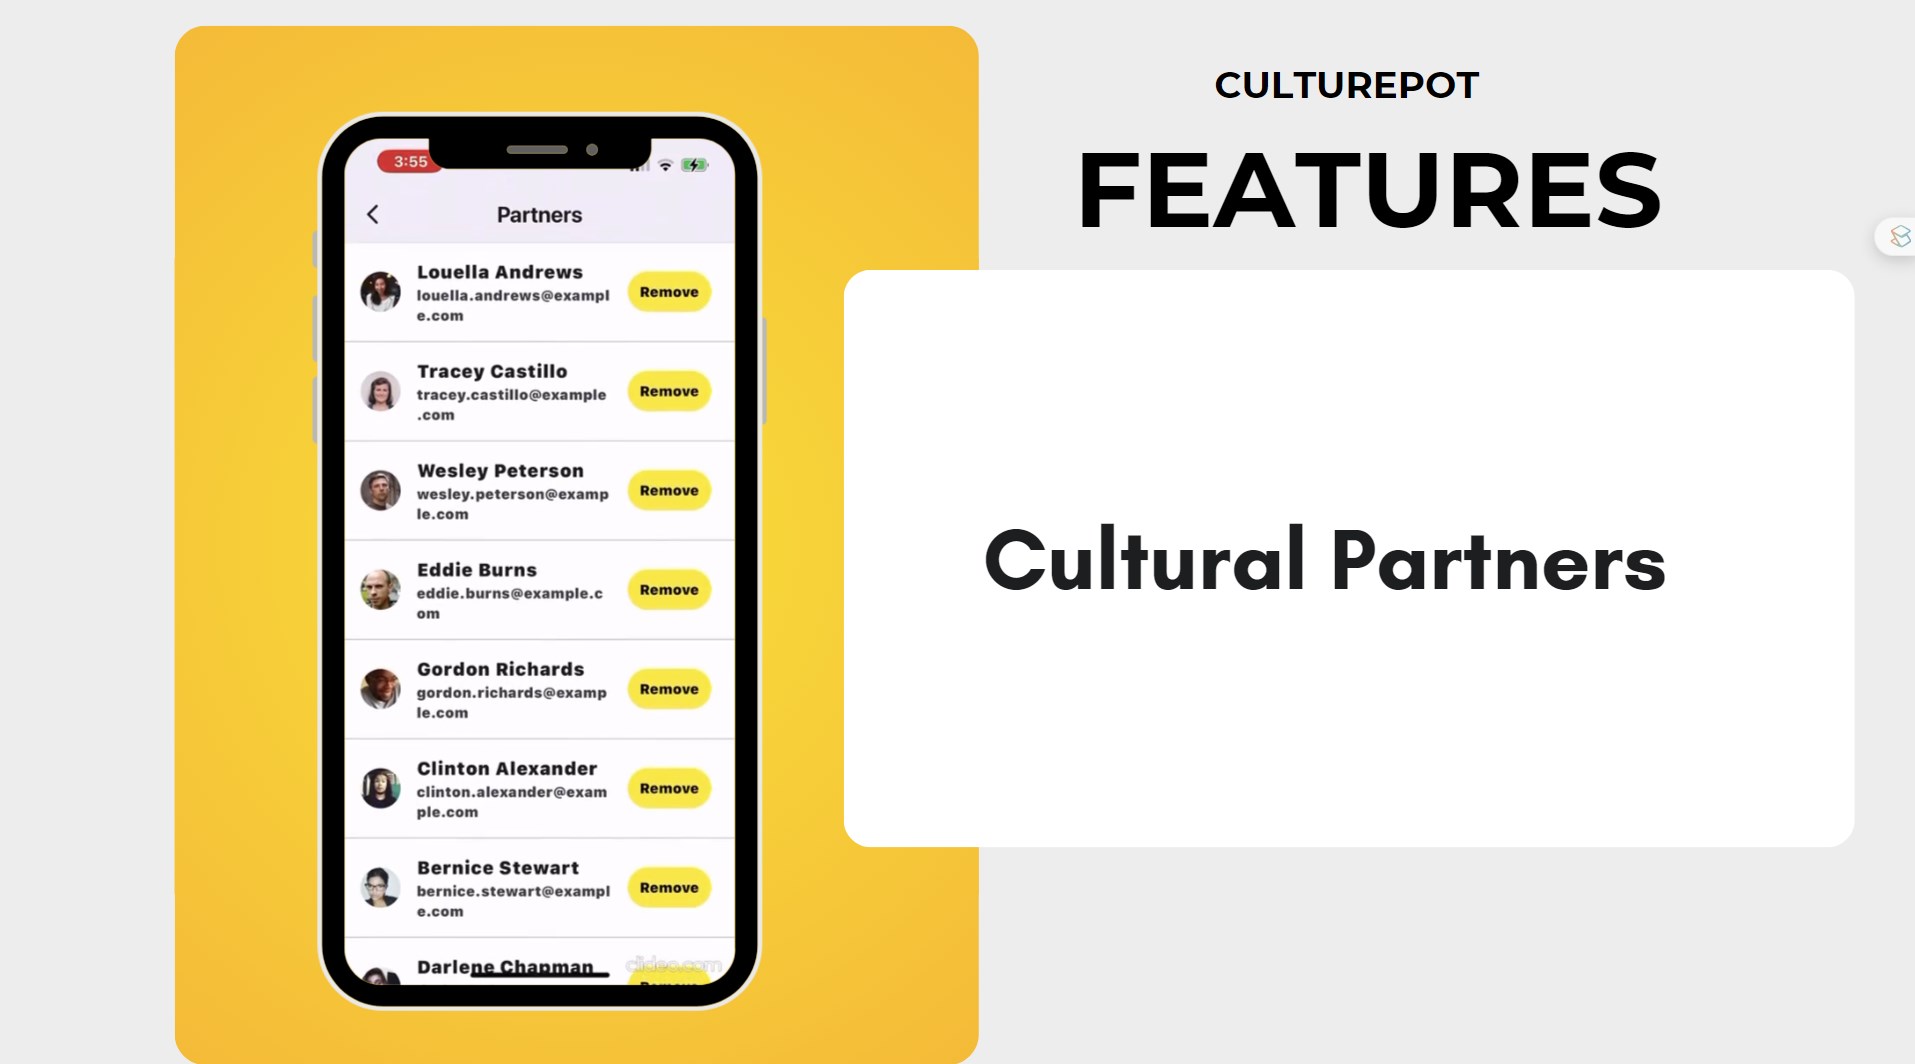 CULTUREPOT
FEATURES
Cultural Partners
3:55
Partners
Louella Andrews
louella.andrews@exampl
e.com
Remove
Tracey Castillo
tracey.castillo@example
.com
Remove
Wesley Peterson
wesley.peterson@examp
le.com
Remove
Eddie Burns
eddie.burns@example.c
om
Remove
Gordon Richards
gordon.richards@examp
le.com
Remove
Clinton Alexander
clinton.alexander@exam
ple.com
Remove
Bernice Stewart
bernice.stewart@exampl
e.com
Remove
Darlene Chapman
clideo.com
Remove